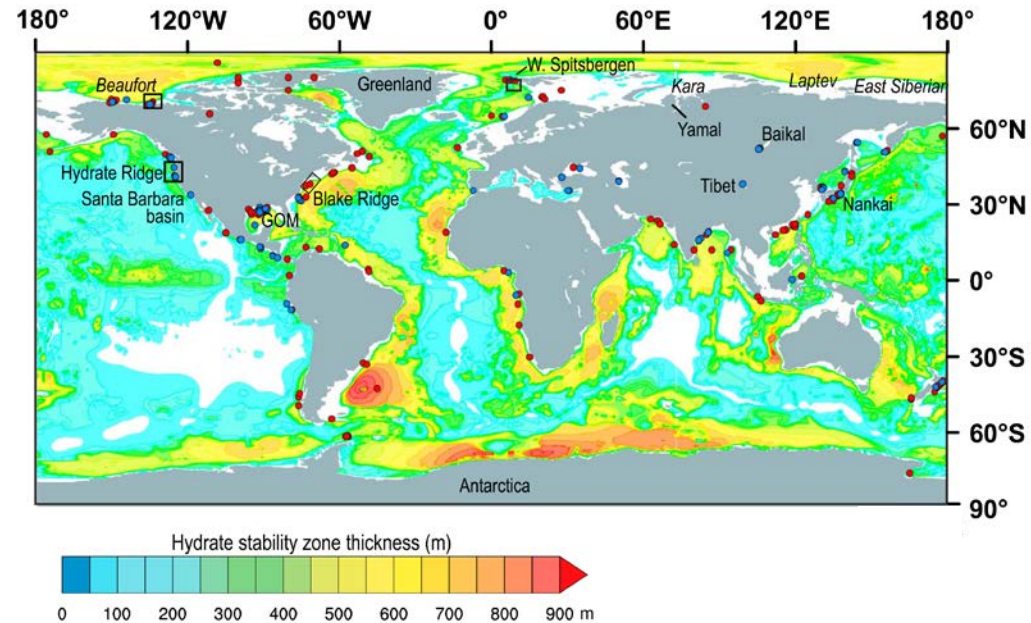 180° 120°W 60°W 0° 60°E 120°E 180°
W. Spitsbergen
Beaufort Greenland Kara Laptev East Siberian
Yamal Baikal
60°N
Hydrate Ridge
Tibet
Santa Barbara
basin
Blake Ridge
GOM
Nankai
30°N
0°
30°S
60°S
Antarctica
90°
Hydrate stability zone thickness (m)
0 100 200 300 400 500 600 700 800 900 m